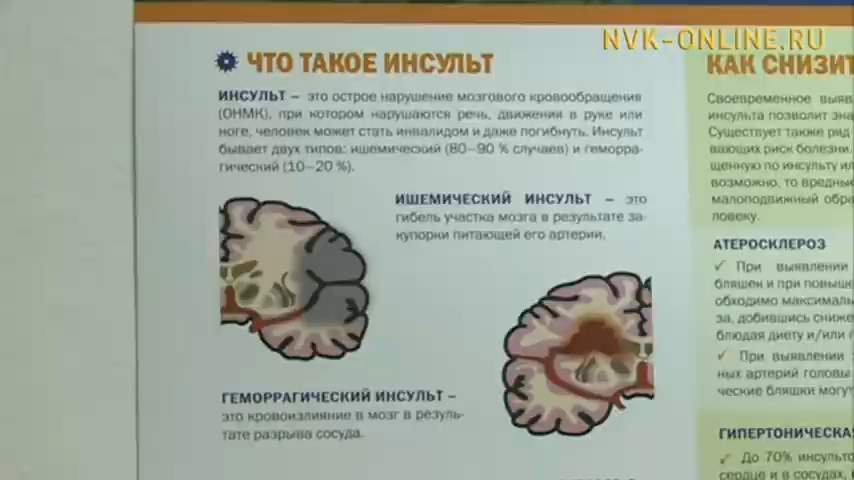 NVK-ONLINE.RU
ЧТО ТАКОЕ ИНСУЛЬТ
ИНСУЛЬТ – это острое нарушение мозгового кровообращения
(ОНМК), при котором нарушаются речь, движения в руке или
ноге, человек может стать инвалидом и даже погибнуть. Инсульт
бывает двух типов: ишемический (80–90 % случаев) и геморра-
гический (10–20 %).
ИШЕМИЧЕСКИЙ ИНСУЛЬТ – это
гибель участка мозга в результате за-
купорки питающей его артерии.
ГЕМОРРАГИЧЕСКИЙ ИНСУЛЬТ –
это кровоизлияние в мозг в резуль-
тате разрыва сосуда.
КАК СНИЗИТ
Своевременное выяв
инсульта позволит зна
Существует также ряд
вающих риск болезни.
щенную по инсульту ил
возможно, то вредные
малоподвижный обра
ловеку.
АТЕРОСКЛЕРОЗ
✓ При выявлении
бляшек и при повыше
обходимо максималь
за, добившись сниже
блюдая диету и/или п
✓ При выявлении
ных артерий головы
ческие бляшки могут
ГИПЕРТОНИЧЕСКА
✓ До 70% инсульто
сердце и в сосудах,